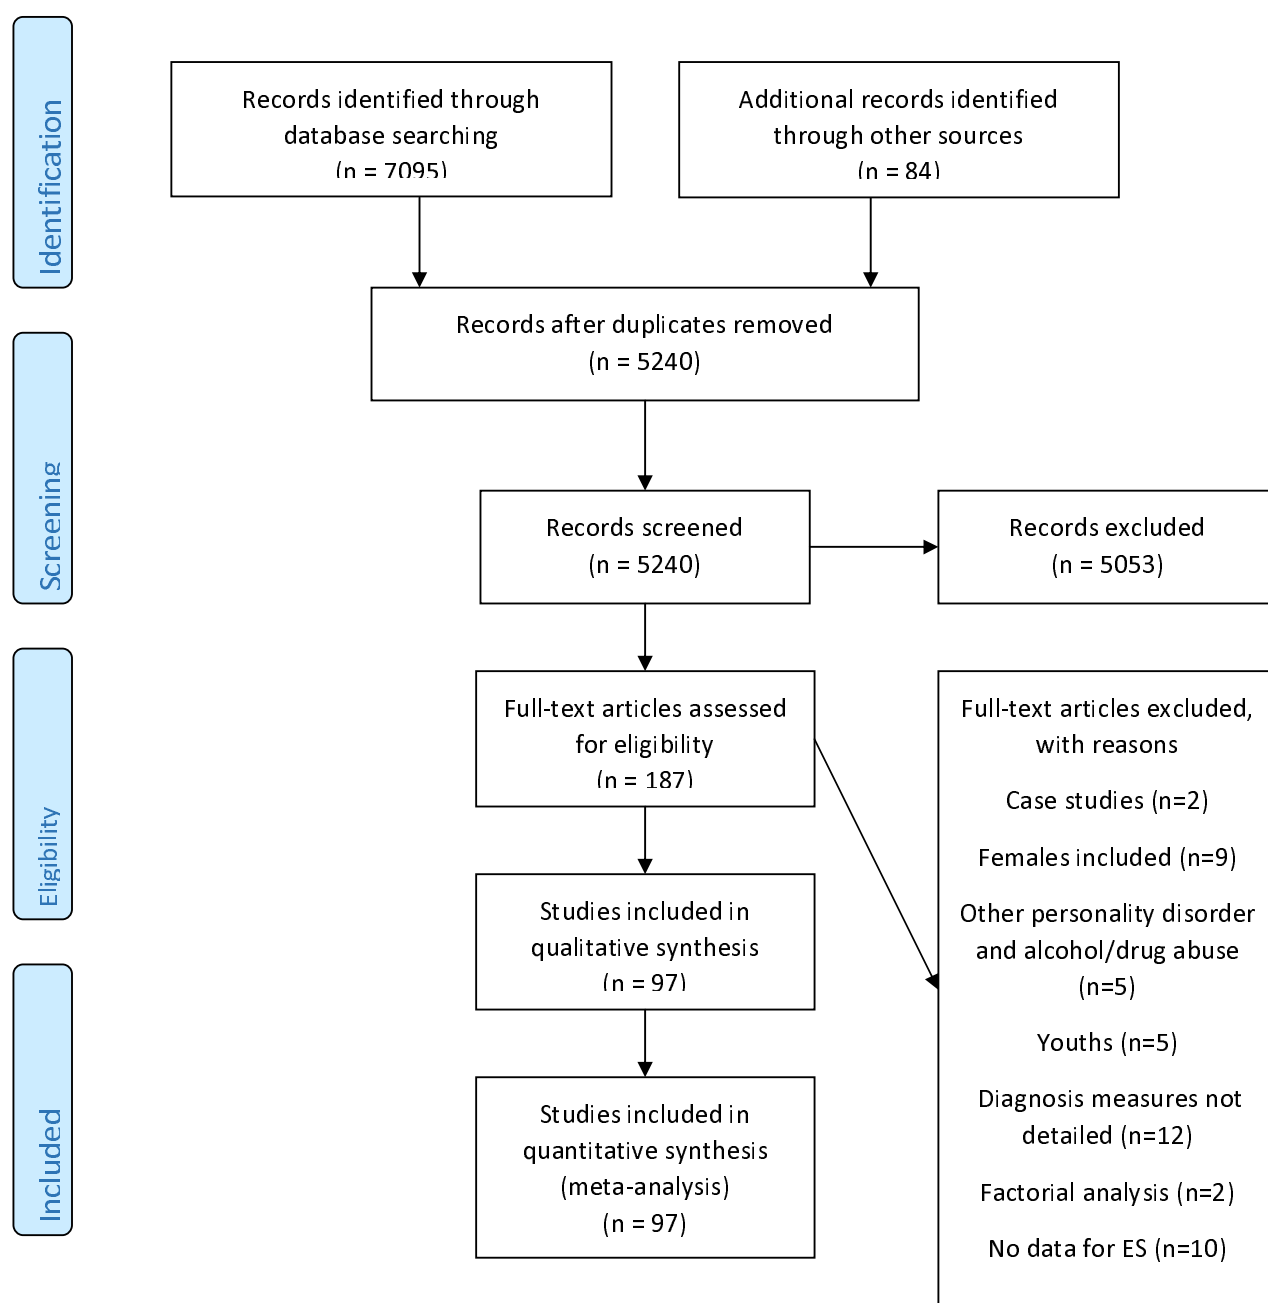 Identification
Records identified through
database searching
(n = 7095)
Additional records identified
through other sources
(n = 84)
Records after duplicates removed
(n = 5240)
Screening
Records screened
(n = 5240)
Records excluded
(n = 5053)
Eligibility
Full-text articles assessed
for eligibility
(n = 187)
Full-text articles excluded,
with reasons
Case studies (n=2)
Females included (n=9)
Other personality disorder
and alcohol/drug abuse
(n=5)
Youths (n=5)
Diagnosis measures not
detailed (n=12)
Factorial analysis (n=2)
No data for ES (n=10)
Studies included in
qualitative synthesis
(n = 97)
Included
Studies included in
quantitative synthesis
(meta-analysis)
(n = 97)